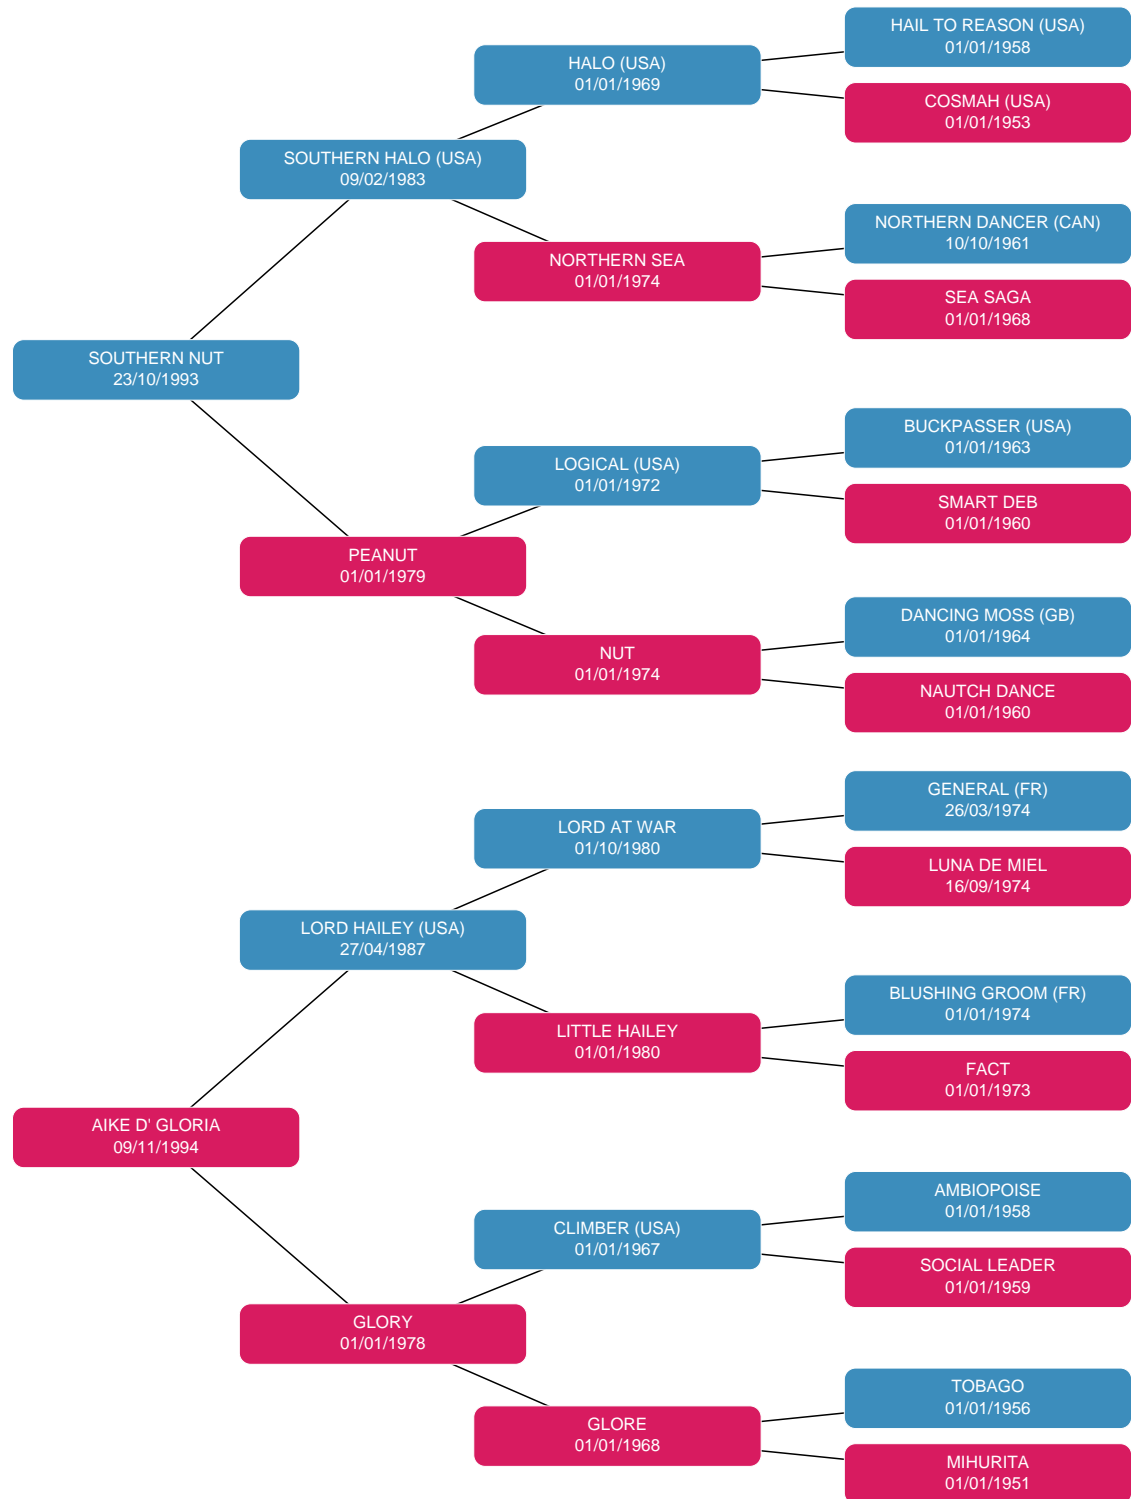 HAIL TO REASON (USA)
01/01/1958
HALO (USA)
01/01/1969
COSMAH (USA)
01/01/1953
SOUTHERN HALO (USA)
09/02/1983
NORTHERN DANCER (CAN)
10/10/1961
NORTHERN SEA
01/01/1974
SEA SAGA
01/01/1968
SOUTHERN NUT
23/10/1993
BUCKPASSER (USA)
01/01/1963
LOGICAL (USA)
01/01/1972
SMART DEB
01/01/1960
PEANUT
01/01/1979
DANCING MOSS (GB)
01/01/1964
NUT
01/01/1974
NAUTCH DANCE
01/01/1960
GENERAL (FR)
26/03/1974
LORD AT WAR
01/10/1980
LUNA DE MIEL
16/09/1974
LORD HAILEY (USA)
27/04/1987
BLUSHING GROOM (FR)
01/01/1974
LITTLE HAILEY
01/01/1980
FACT
01/01/1973
AIKE D' GLORIA
09/11/1994
AMBIOPOISE
01/01/1958
CLIMBER (USA)
01/01/1967
SOCIAL LEADER
01/01/1959
GLORY
01/01/1978
TOBAGO
01/01/1956
GLORE
01/01/1968
MIHURITA
01/01/1951